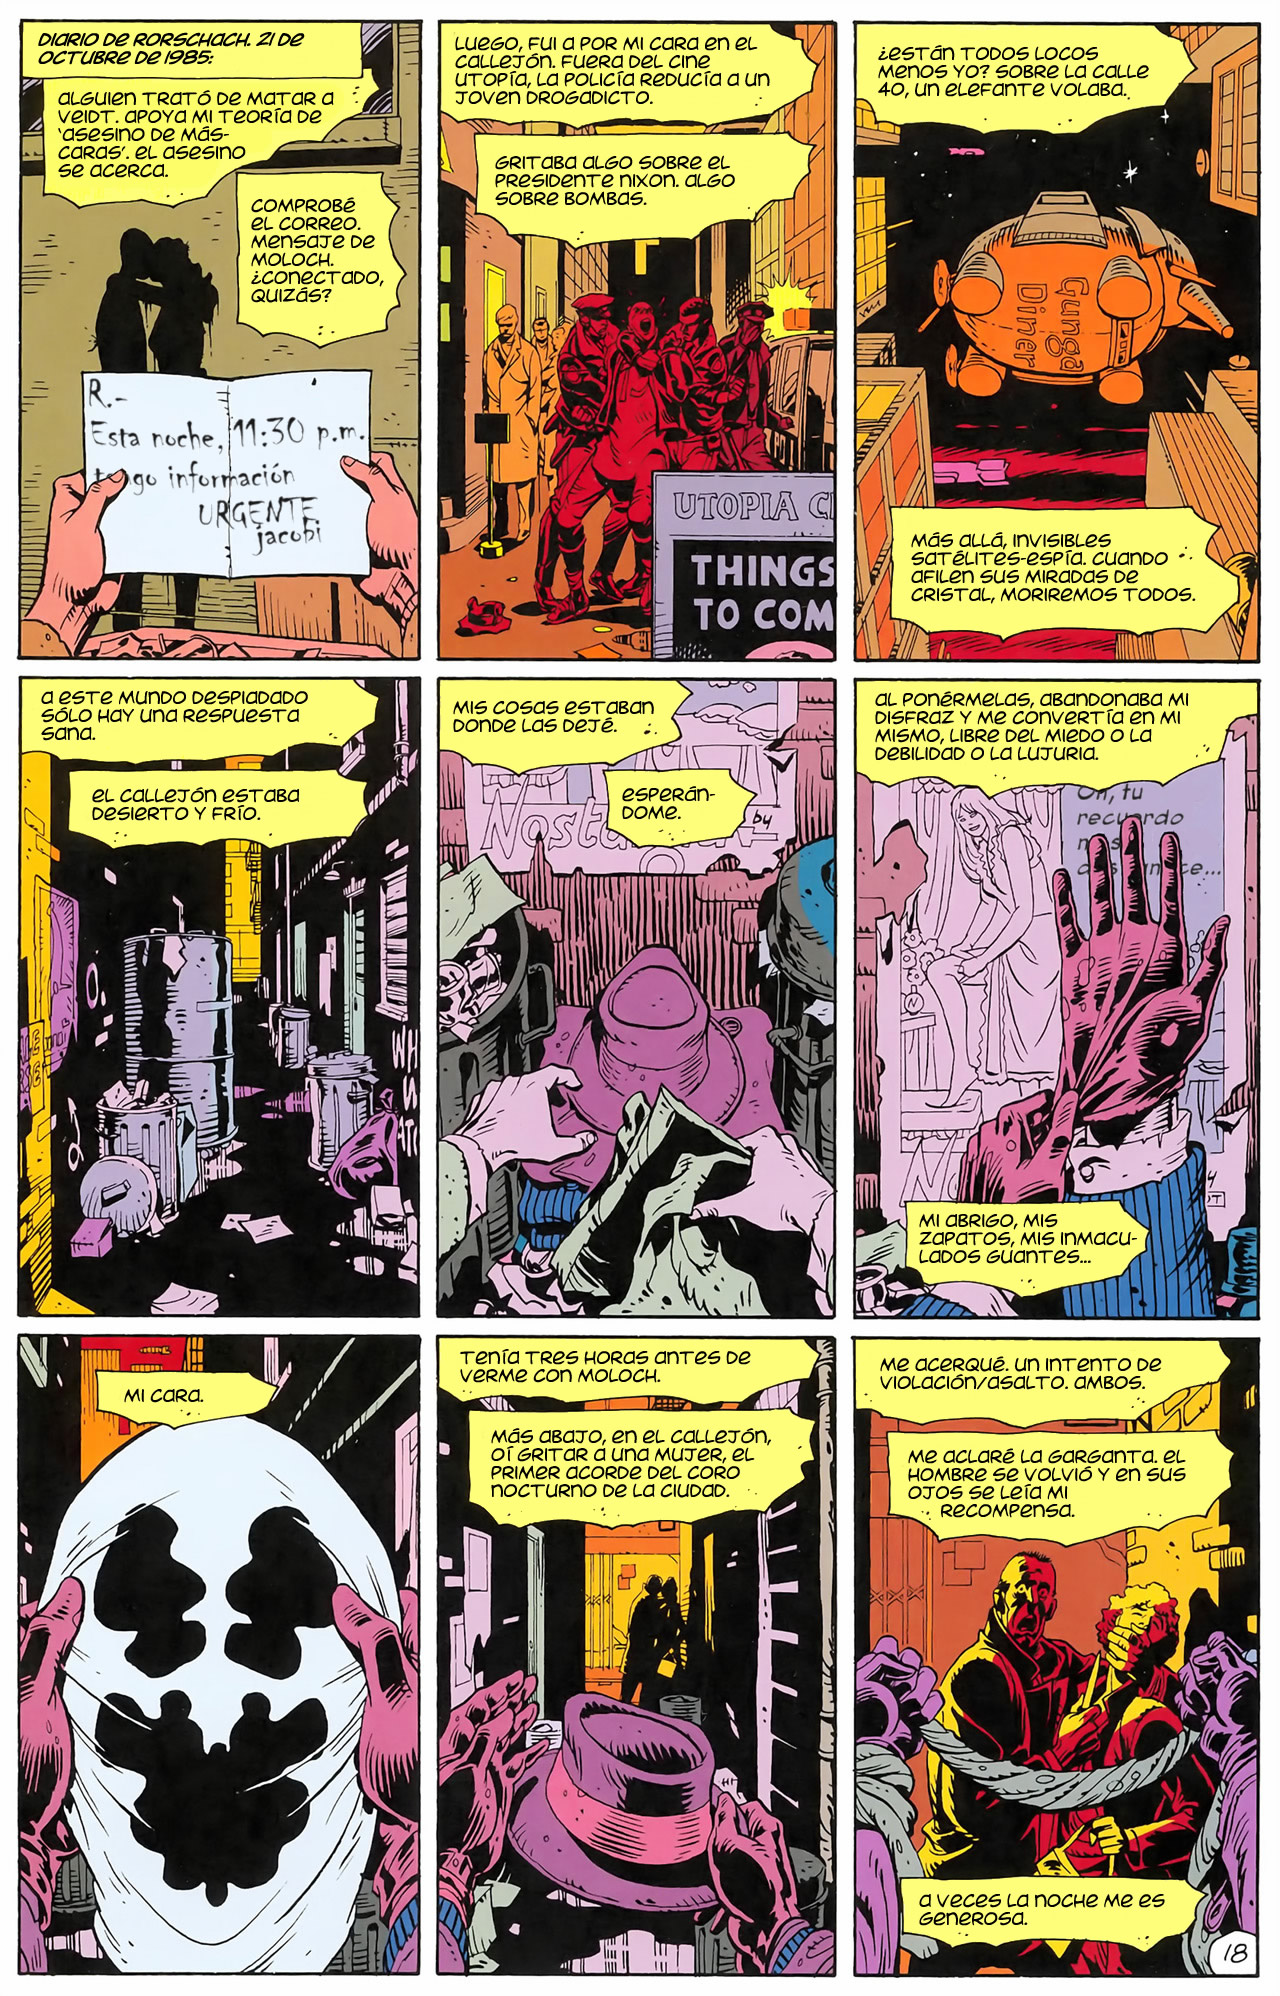 DIARIO DE RORSCHACH. 21 DE
OCTUBRE DE 1985:
ALGUIEN TRATÓ DE MATAR A
VEIDT. APOYA MI TEORÍA DE
'ASESINO DE MÁS-
CARAS'. EL ASESINO
SE ACERCA.
COMPROBÉ
EL CORREO.
MENSAJE DE
MOLOCH.
¿CONECTADO,
QUIZÁS?
R.-
Esta noche, 11:30 p.m.
tengo información
URGENTE
jacobi
LUEGO, FUI A POR MI CARA EN EL
CALLEJÓN. FUERA DEL CINE
UTOPÍA, LA POLICÍA REDUCÍA A UN
JOVEN DROGADICTO.
GRITABA ALGO SOBRE EL
PRESIDENTE NIXON. ALGO
SOBRE BOMBAS.
UTOPIA CI
THINGS
TO COM
¿ESTÁN TODOS LOCOS
MENOS YO? SOBRE LA CALLE
40, UN ELEFANTE VOLABA.
Gunga
Diner
MÁS ALLÁ, INVISIBLES
SATÉLITES-ESPÍA. CUANDO
AFILEN SUS MIRADAS DE
CRISTAL, MORIREMOS TODOS.
A ESTE MUNDO DESPIADADO
SÓLO HAY UNA RESPUESTA
SANA.
EL CALLEJÓN ESTABA
DESIERTO Y FRÍO.
MIS COSAS ESTABAN
DONDE LAS DEJÉ.
ESPERÁN-
DOME.
by
AL PONÉRMELAS, ABANDONABA MI
DISFRAZ Y ME CONVERTÍA EN MI
MISMO, LIBRE DEL MIEDO O LA
DEBILIDAD O LA LUJURIA.
Oh, tu
recuerdo
MI ABRIGO, MIS
ZAPATOS, MIS INMACU-
LADOS GUANTES...
MI CARA.
TENÍA TRES HORAS ANTES DE
VERME CON MOLOCH.
MÁS ABAJO, EN EL CALLEJÓN,
OÍ GRITAR A UNA MUJER, EL
PRIMER ACORDE DEL CORO
NOCTURNO DE LA CIUDAD.
ME ACERQUÉ. UN INTENTO DE
VIOLACIÓN/ASALTO. AMBOS.
ME ACLARÉ LA GARGANTA. EL
HOMBRE SE VOLVIÓ Y EN SUS
OJOS SE LEÍA MI
RECOMPENSA.
A VECES LA NOCHE ME ES
GENEROSA.
18